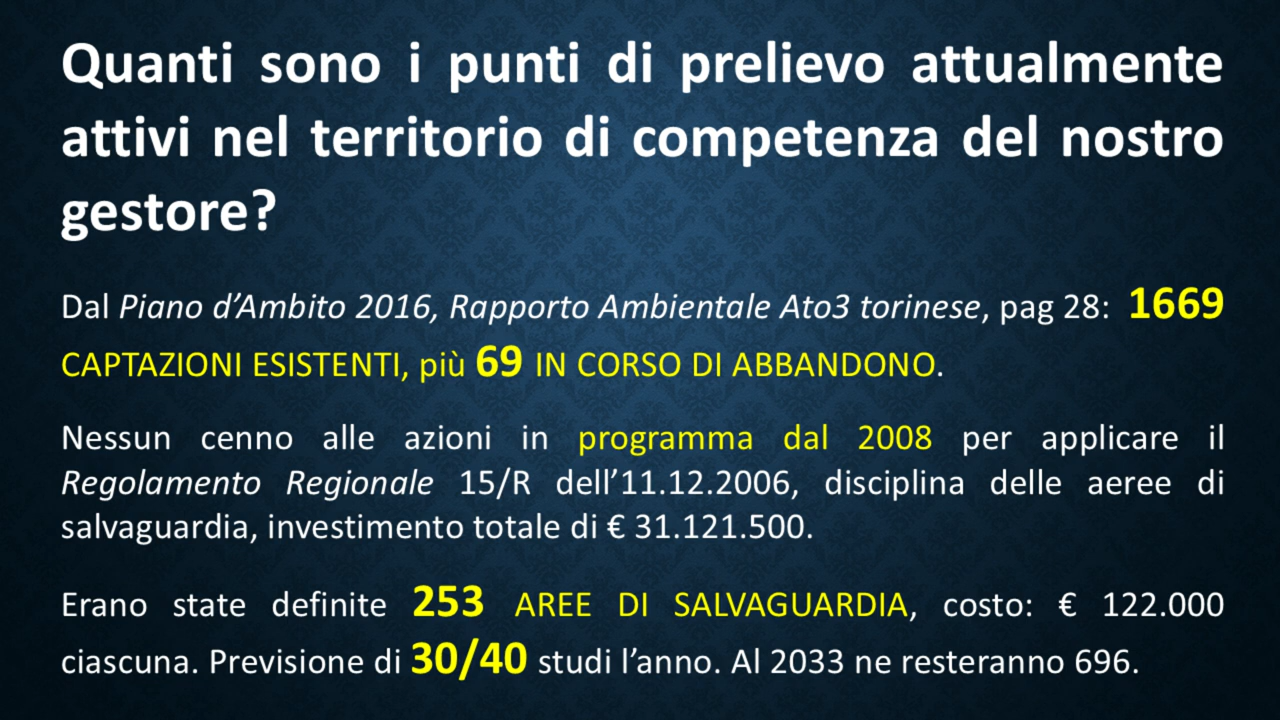 Quanti sono i punti di prelievo attualmente
attivi nel territorio di competenza del nostro
gestore?
Dal Piano d’Ambito 2016, Rapporto Ambientale Ato3 torinese, pag 28: 1669
CAPTAZIONI ESISTENTI, più 69 IN CORSO DI ABBANDONO.
Nessun cenno alle azioni in programma dal 2008 per applicare il
Regolamento Regionale 15/R dell’11.12.2006, disciplina delle aeree di
salvaguardia, investimento totale di € 31.121.500.
Erano state definite 253 AREE DI SALVAGUARDIA, costo: € 122.000
ciascuna. Previsione di 30/40 studi l’anno. Al 2033 ne resteranno 696.